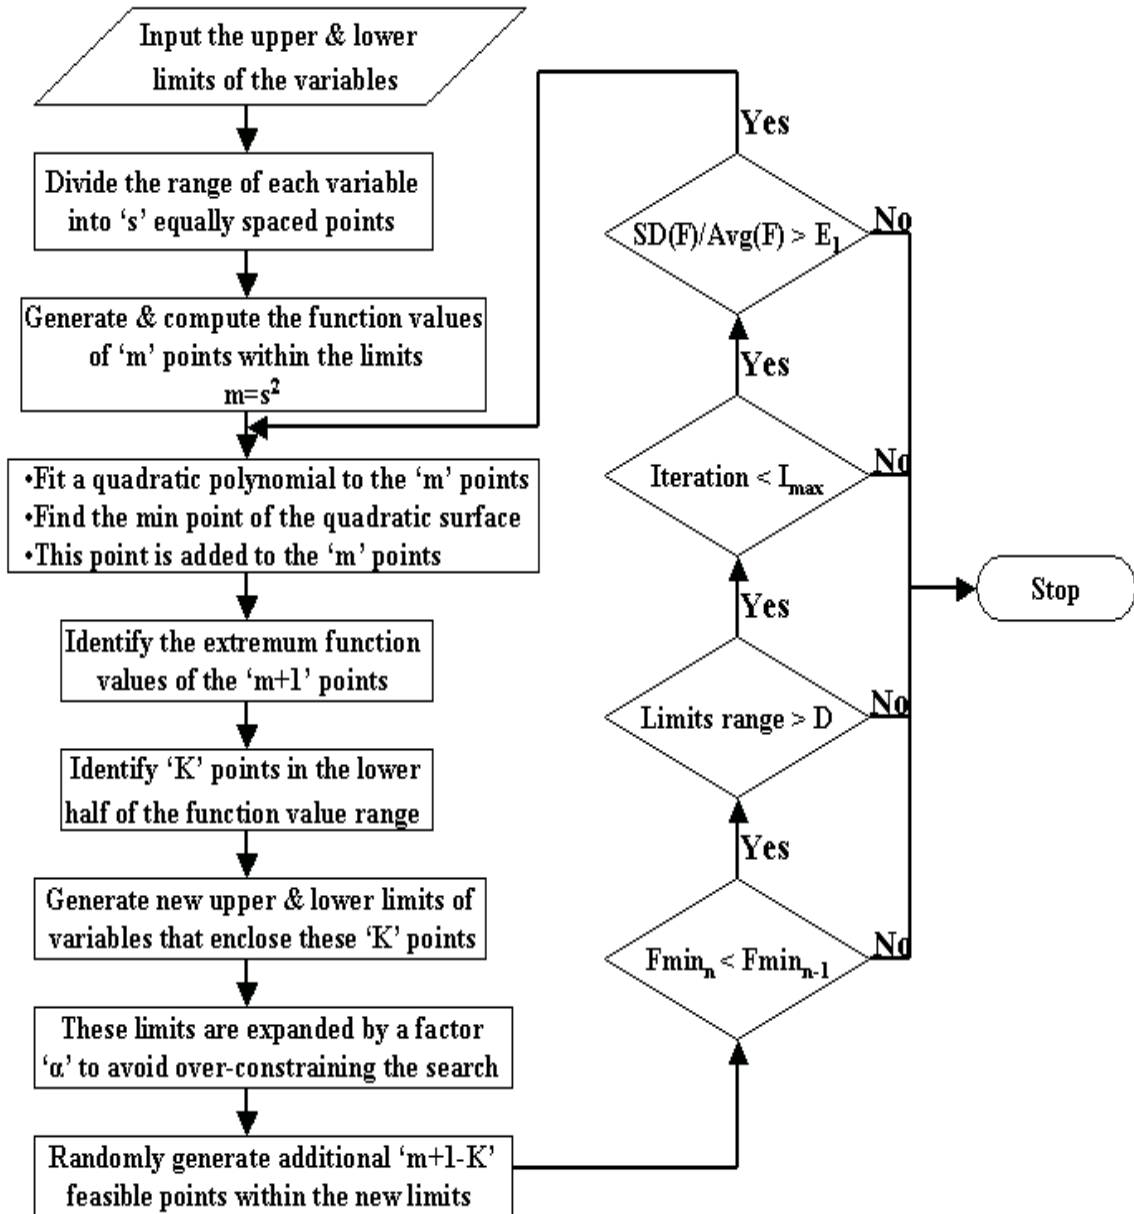 Input the upper & lower
limits of the variables
Divide the range of each variable
into ‘s’ equally spaced points
Generate & compute the function values
of ‘m’ points within the limits
m=s²
•Fit a quadratic polynomial to the ‘m’ points
•Find the min point of the quadratic surface
•This point is added to the ‘m’ points
Identify the extremum function
values of the ‘m+1’ points
Identify ‘K’ points in the lower
half of the function value range
Generate new upper & lower limits of
variables that enclose these ‘K’ points
These limits are expanded by a factor
‘α’ to avoid over-constraining the search
Randomly generate additional ‘m+1-K’
feasible points within the new limits
Fminₙ < Fminₙ₋₁
No
Yes
Limits range > D
No
Yes
Iteration < Iₘₐₓ
No
Yes
SD(F)/Avg(F) > E₁
No
Yes
Stop